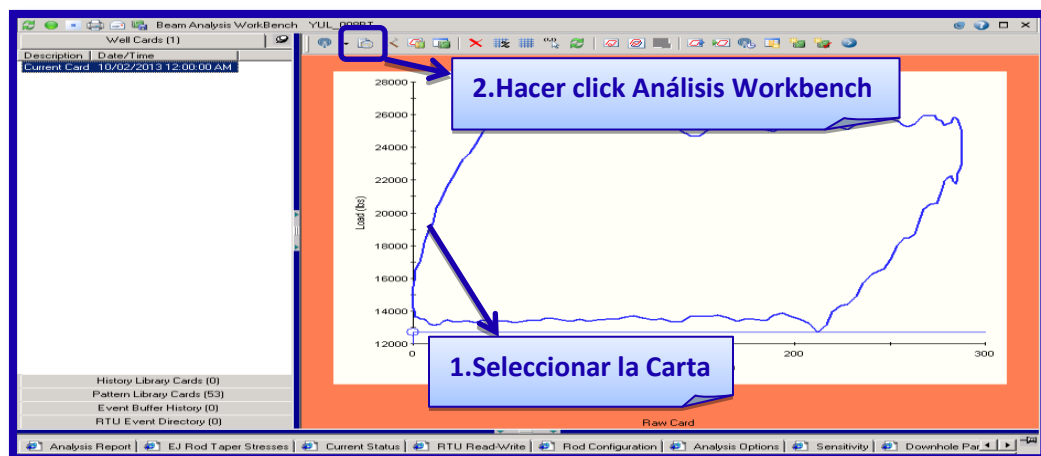 Beam Analysis WorkBench YUL_098RT
Well Cards (1)
Description Date/Time
Current Card 10/02/2013 12:00:00 AM
2.Hacer click Análisis Workbench
28000
26000
24000
22000
20000
18000
16000
14000
12000
Load (lbs)
0
200
300
1.Seleccionar la Carta
Raw Card
History Library Cards (0)
Pattern Library Cards (53)
Event Buffer History (0)
RTU Event Directory (0)
Analysis Report EJ Rod Taper Stresses Current Status RTU Read-Write Rod Configuration Analysis Options Sensitivity Downhole Par